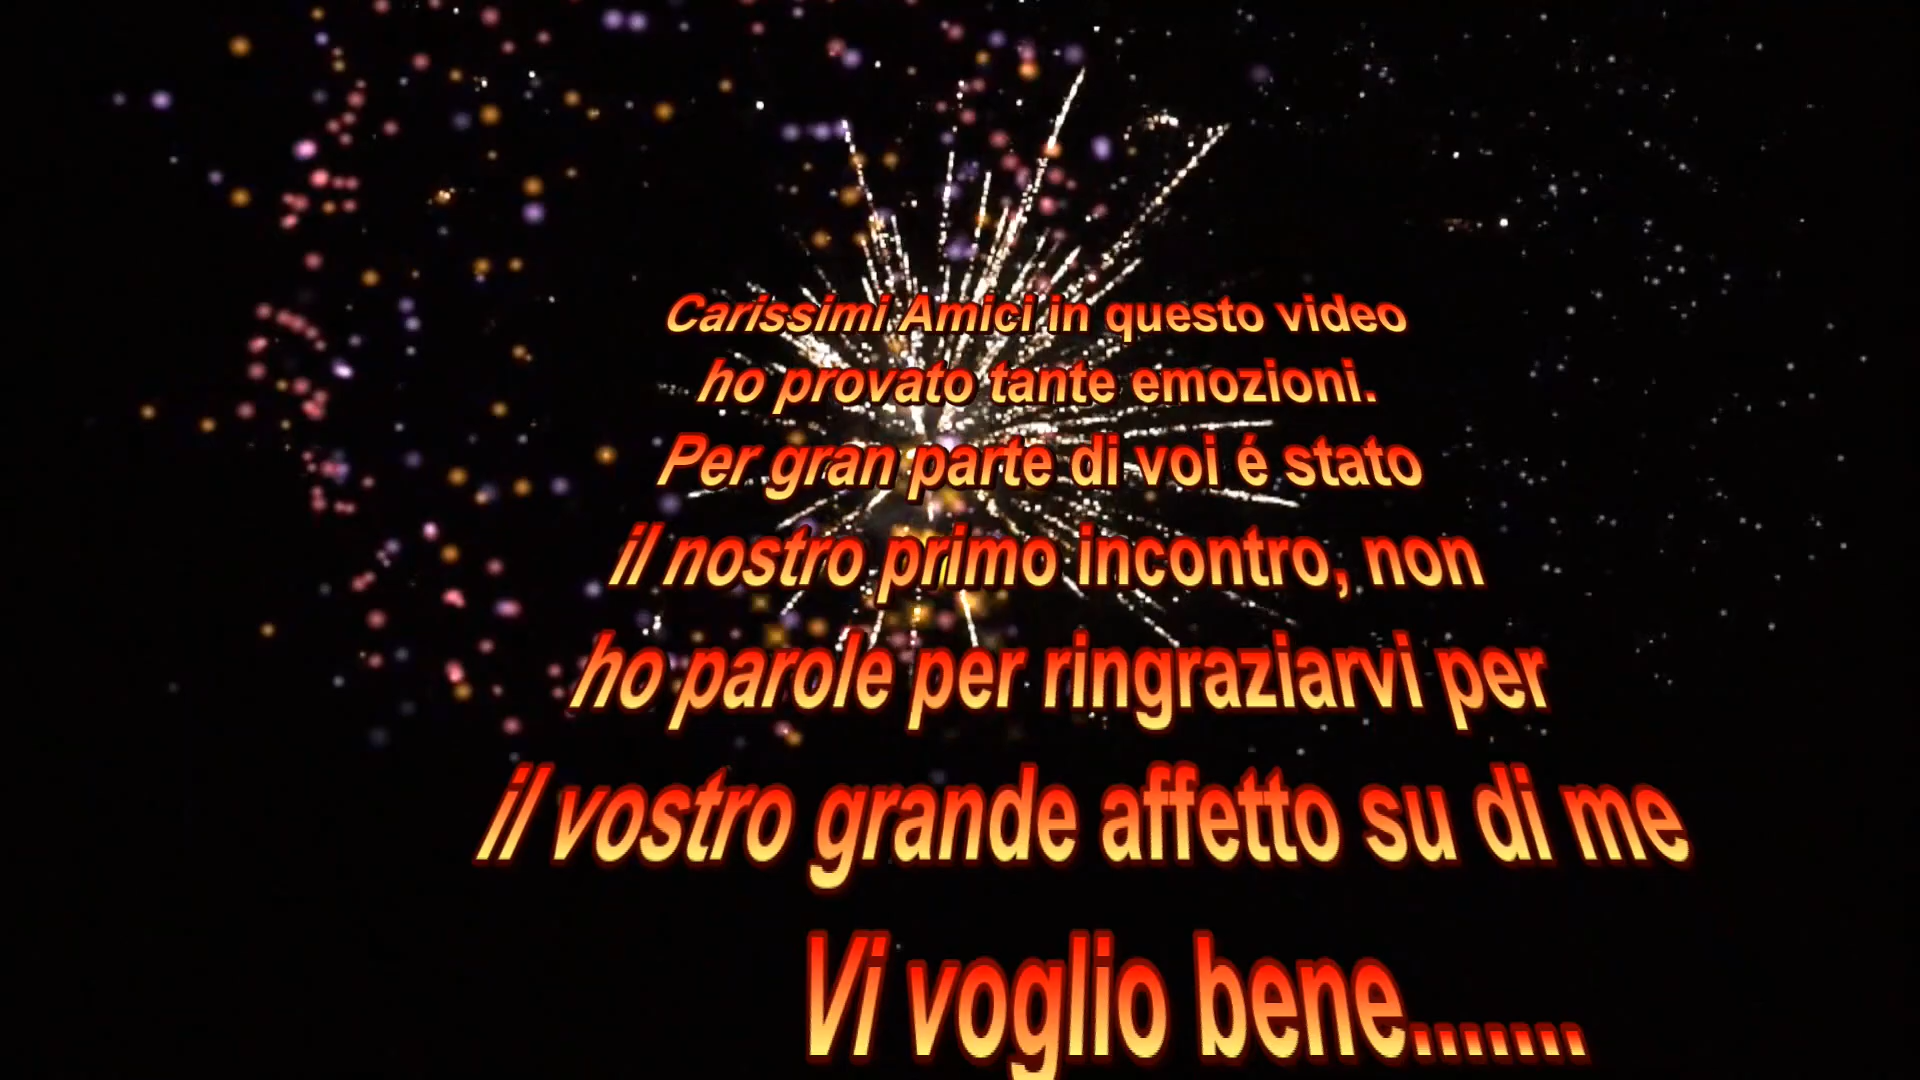 Carissimi Amici in questo video
ho provato tante emozioni.
Per gran parte di voi é stato
il nostro primo incontro, non
ho parole per ringraziarvi per
il vostro grande affetto su di me
Vi voglio bene.......